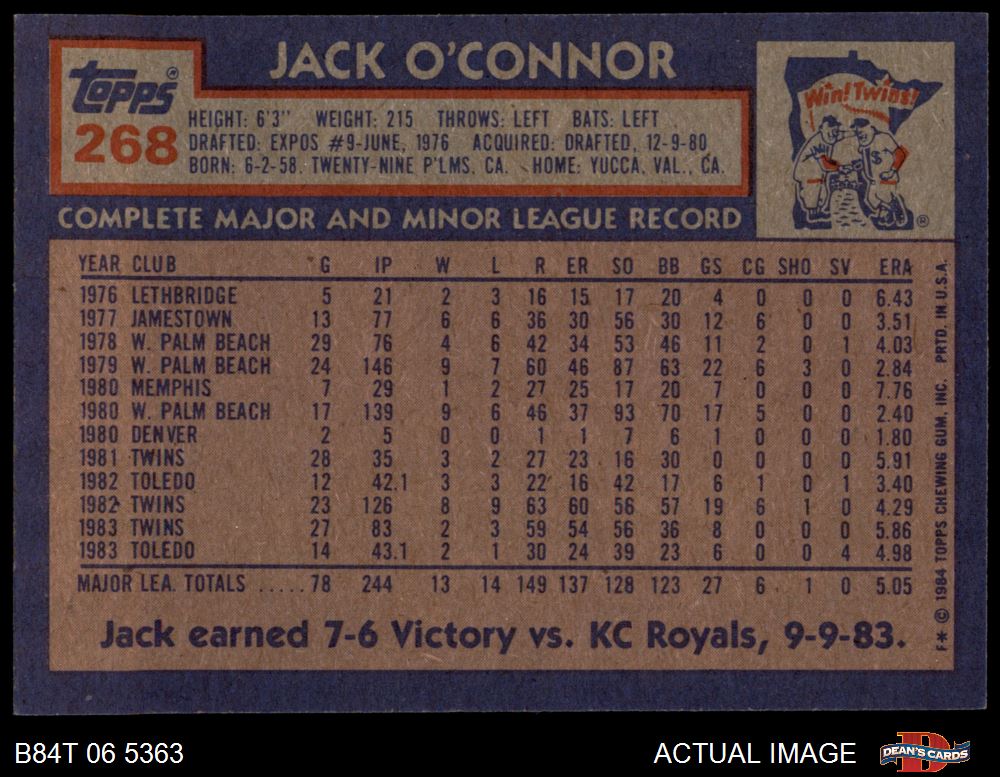 JACK O'CONNOR
topps®
268
HEIGHT: 6'3" WEIGHT: 215 THROWS: LEFT BATS: LEFT
DRAFTED: EXPOS #9-JUNE, 1976 ACQUIRED: DRAFTED, 12-9-80
BORN: 6-2-58, TWENTY-NINE P'LMS, CA. HOME: YUCCA, VAL., CA.
Win! Twins!
®
COMPLETE MAJOR AND MINOR LEAGUE RECORD
YEAR CLUB G IP W L R ER SO BB GS CG SHO SV ERA
1976 LETHBRIDGE 5 21 2 3 16 15 17 20 4 0 0 0 6.43
1977 JAMESTOWN 13 77 6 6 36 30 56 30 12 6 0 0 3.51
1978 W. PALM BEACH 29 76 4 6 42 34 53 46 11 2 0 1 4.03
1979 W. PALM BEACH 24 146 9 7 60 46 87 63 22 6 3 0 2.84
1980 MEMPHIS 7 29 1 2 27 25 17 20 7 0 0 0 7.76
1980 W. PALM BEACH 17 139 9 6 46 37 93 70 17 5 0 0 2.40
1980 DENVER 2 5 0 0 1 1 7 6 1 0 0 0 1.80
1981 TWINS 28 35 3 2 27 23 16 30 0 0 0 0 5.91
1982 TOLEDO 12 42.1 3 3 22 16 42 17 6 1 0 1 3.40
1982 TWINS 23 126 8 9 63 60 56 57 19 6 1 0 4.29
1983 TWINS 27 83 2 3 59 54 56 36 8 0 0 0 5.86
1983 TOLEDO 14 43.1 2 1 30 24 39 23 6 0 0 4 4.98
MAJOR LEA. TOTALS .....78 244 13 14 149 137 128 123 27 6 1 0 5.05
Jack earned 7-6 Victory vs. KC Royals, 9-9-83.
F* © 1984 TOPPS CHEWING GUM, INC. PRTD. IN U.S.A.
B84T 06 5363
ACTUAL IMAGE
DEAN'S CARDS